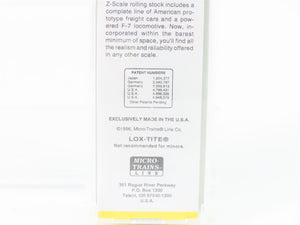 Z-Scale rolling stock includes a
complete line of American pro-
totype freight cars and a
powered F-7 locomotive. Now,
incorporated within the barest
minimum of space, you'll find all
the realism and reliability offered
in any other scale.
PATENT NUMBERS
Japan
Germany
Germany
U.S.A.
U.S.A.
U.S.A.
Other Patents Pending
EXCLUSIVELY MADE IN THE U.S.A.
©1996, Micro-Trains® Line Co.
LOX-TITE®
Not recommended for minors.
MICRO-
TRAINS®
LINE
351 Rogue River Parkway
P.O. Box 1200
Talent, OR 97540-1200